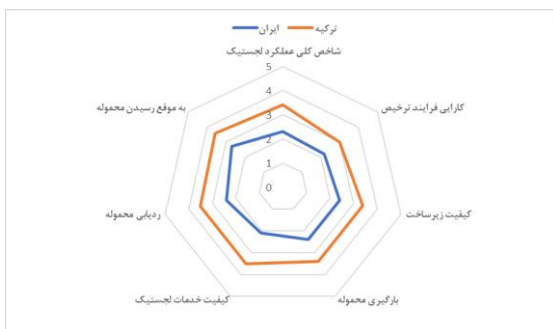 ایران ترکیه
شاخص کلی عملکرد لجستیک
5
به موقع رسیدن محموله
کارایی فرایند ترخیص
4
3
2
1
0
ردیابی محموله
کیفیت زیرساخت
کیفیت خدمات لجستیک
بارگیری محموله